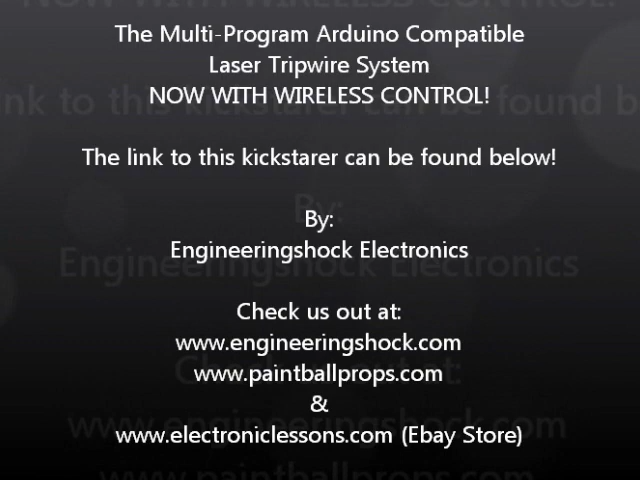 The Multi-Program Arduino Compatible
Laser Tripwire System
NOW WITH WIRELESS CONTROL!
The link to this kickstarer can be found below!
By:
Engineeringshock Electronics
Check us out at:
www.engineeringshock.com
www.paintballprops.com
&
www.electroniclessons.com (Ebay Store)